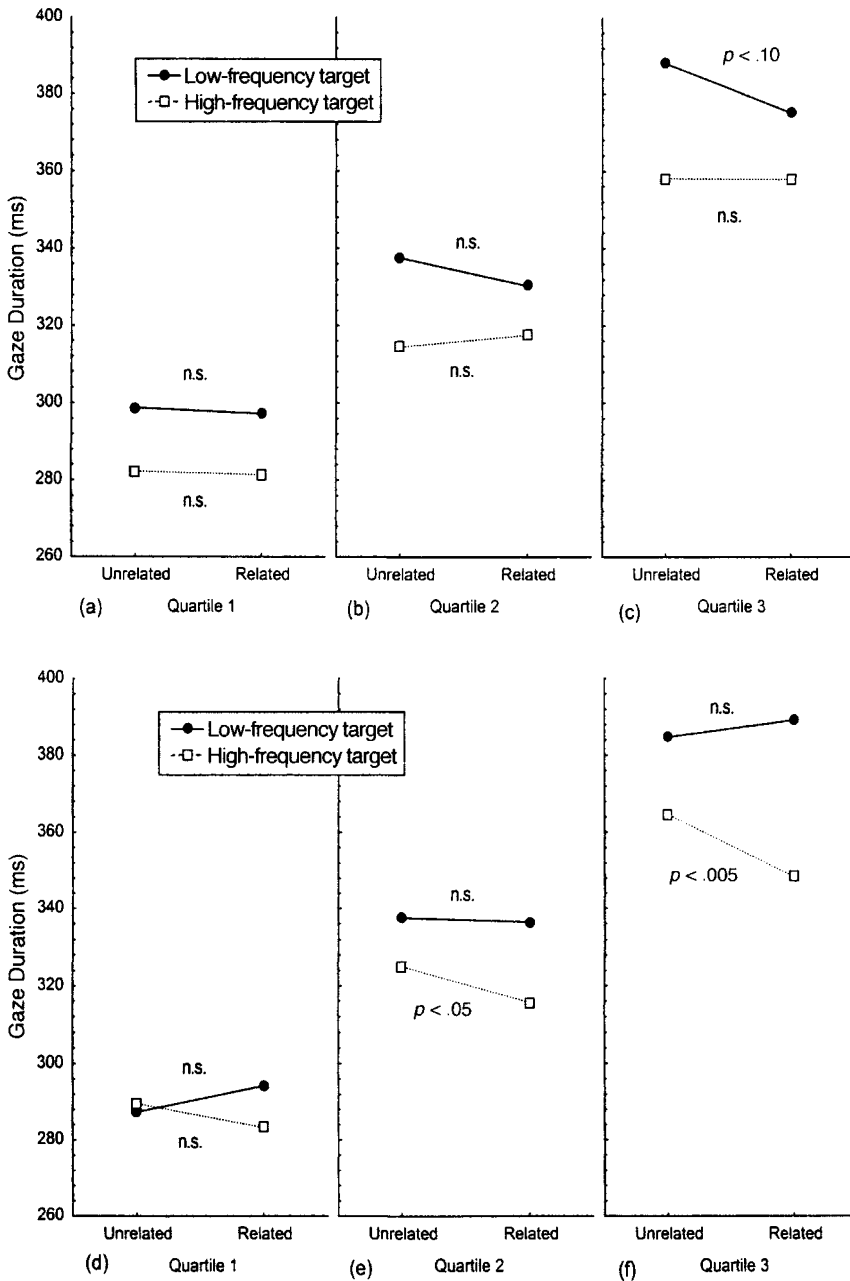 400
380
360
340
320
300
280
260
Gaze Duration (ms)
Low-frequency target
High-frequency target
n.s.
n.s.
n.s.
n.s.
p < .10
n.s.
Unrelated Related Unrelated Related Unrelated Related
(a) Quartile 1 (b) Quartile 2 (c) Quartile 3
400
380
360
340
320
300
280
260
Gaze Duration (ms)
Low-frequency target
High-frequency target
n.s.
n.s.
n.s.
p < .05
n.s.
p < .005
Unrelated Related Unrelated Related Unrelated Related
(d) Quartile 1 (e) Quartile 2 (f) Quartile 3